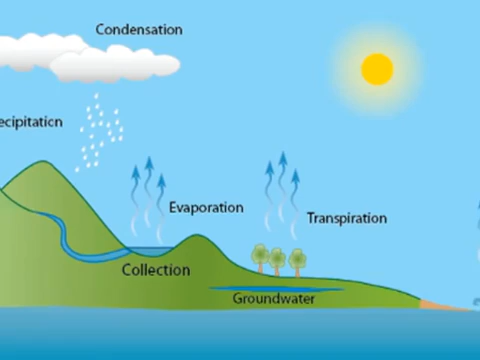 Condensation
ecipitation
Evaporation
Transpiration
Collection
Groundwater